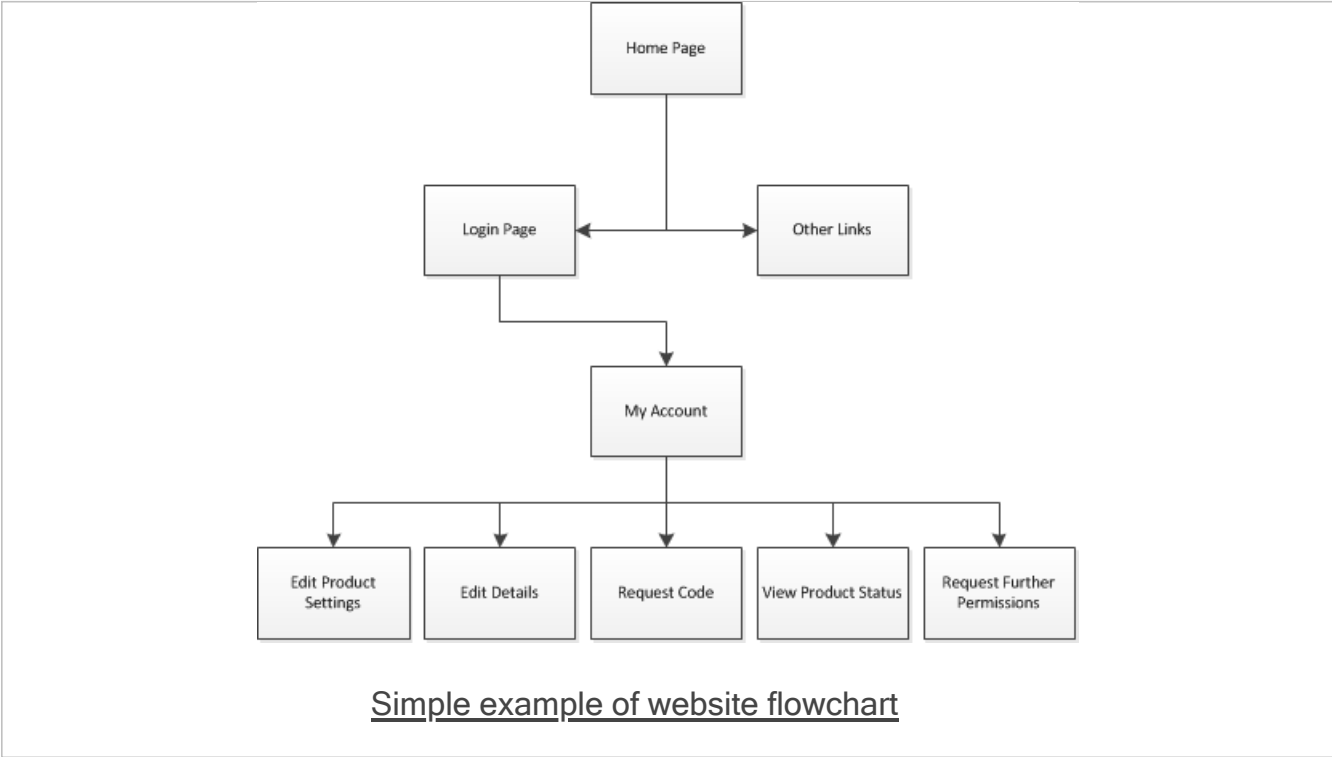 Home Page
Login Page
Other Links
My Account
Edit Product
Settings
Edit Details
Request Code
View Product Status
Request Further
Permissions
Simple example of website flowchart